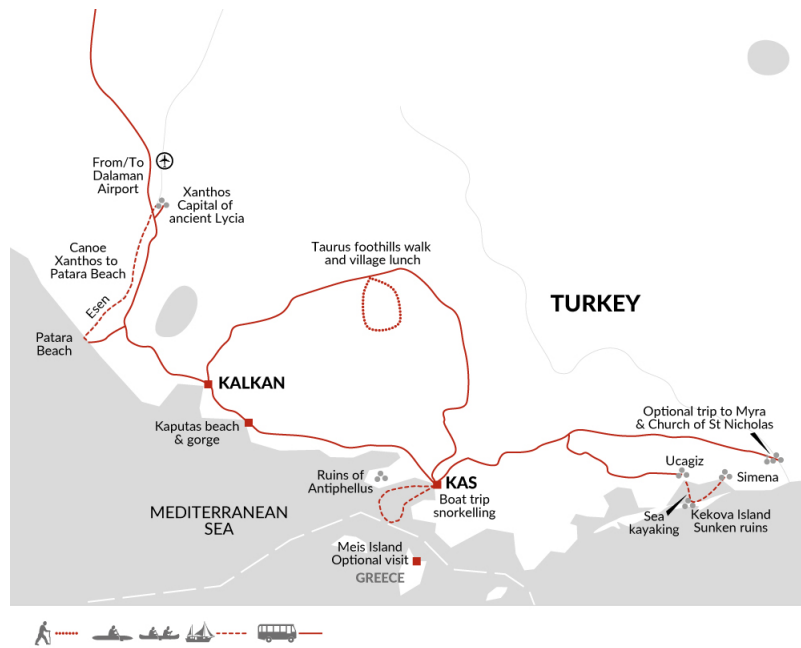 From/To
Dalaman
Airport
Xanthos
Capital of
ancient Lycia
Canoe
Xanthos to
Patara Beach
Esen
Patara
Beach
Taurus foothills walk
and village lunch
TURKEY
KALKAN
Kaputas beach
& gorge
Optional trip to Myra
& Church of St Nicholas
Ucagiz
Simena
Ruins of
Antiphellus
KAS
Boat trip
snorkelling
Sea
kayaking
Kekova Island
Sunken ruins
MEDITERRANEAN
SEA
Meis Island
Optional visit
GREECE